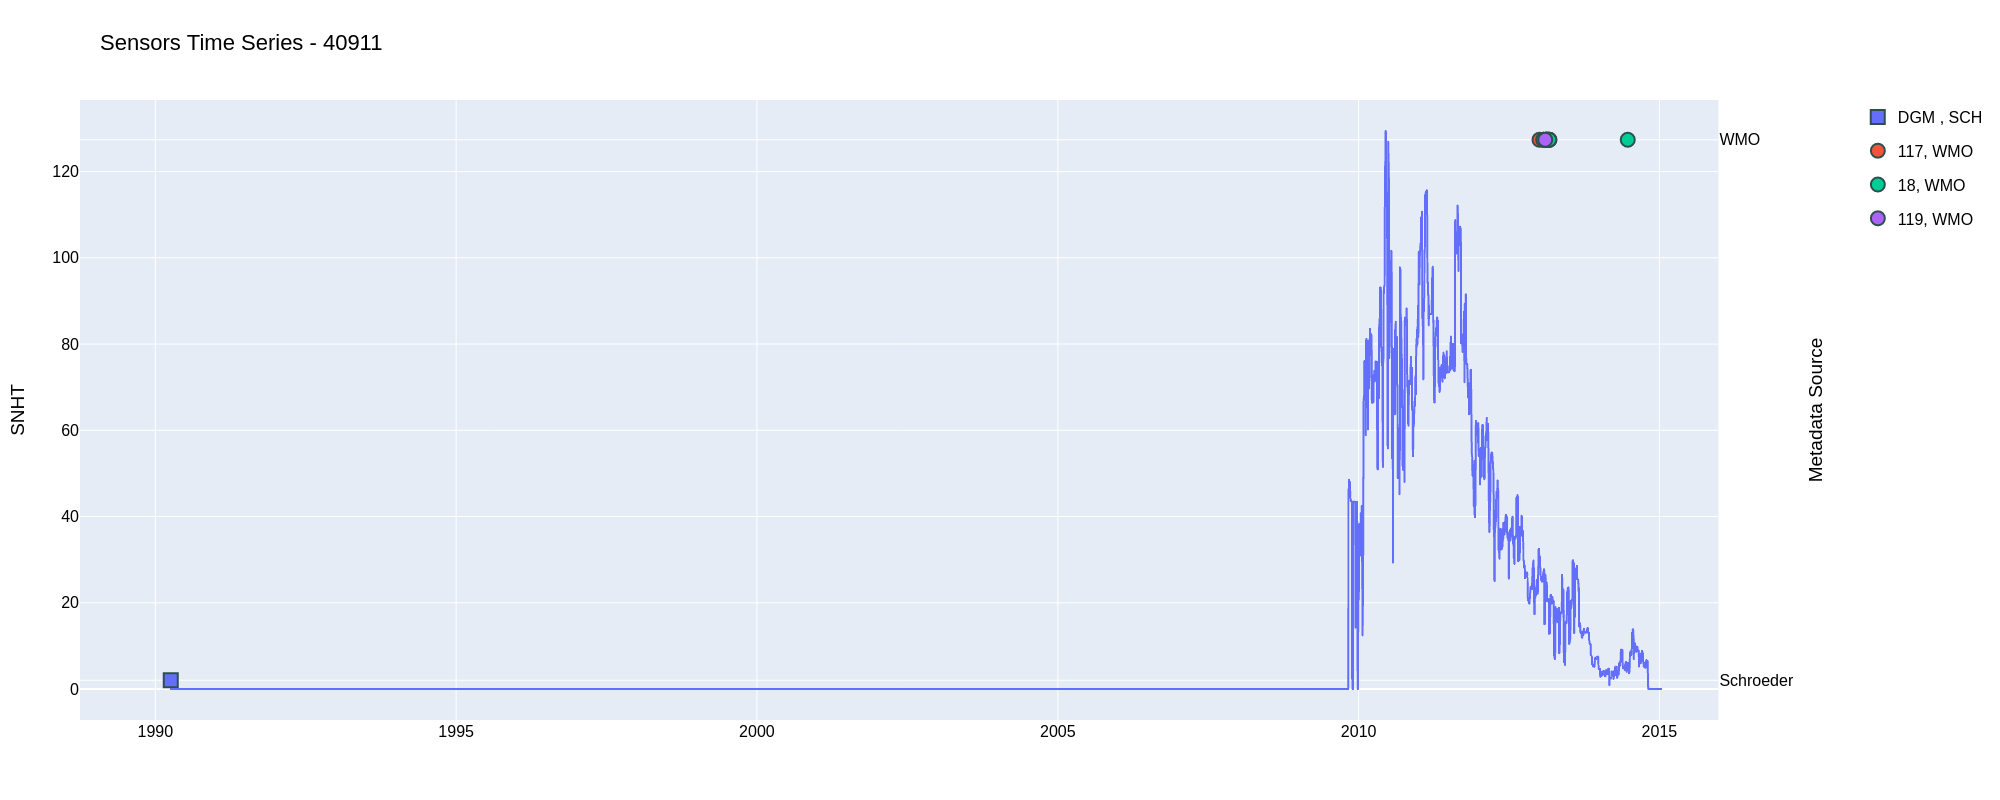 Sensors Time Series - 40911
DGM , SCH
117, WMO
18, WMO
119, WMO
WMO
Schroeder
Metadata Source
SNHT
120
100
80
60
40
20
0
1990
1995
2000
2005
2010
2015